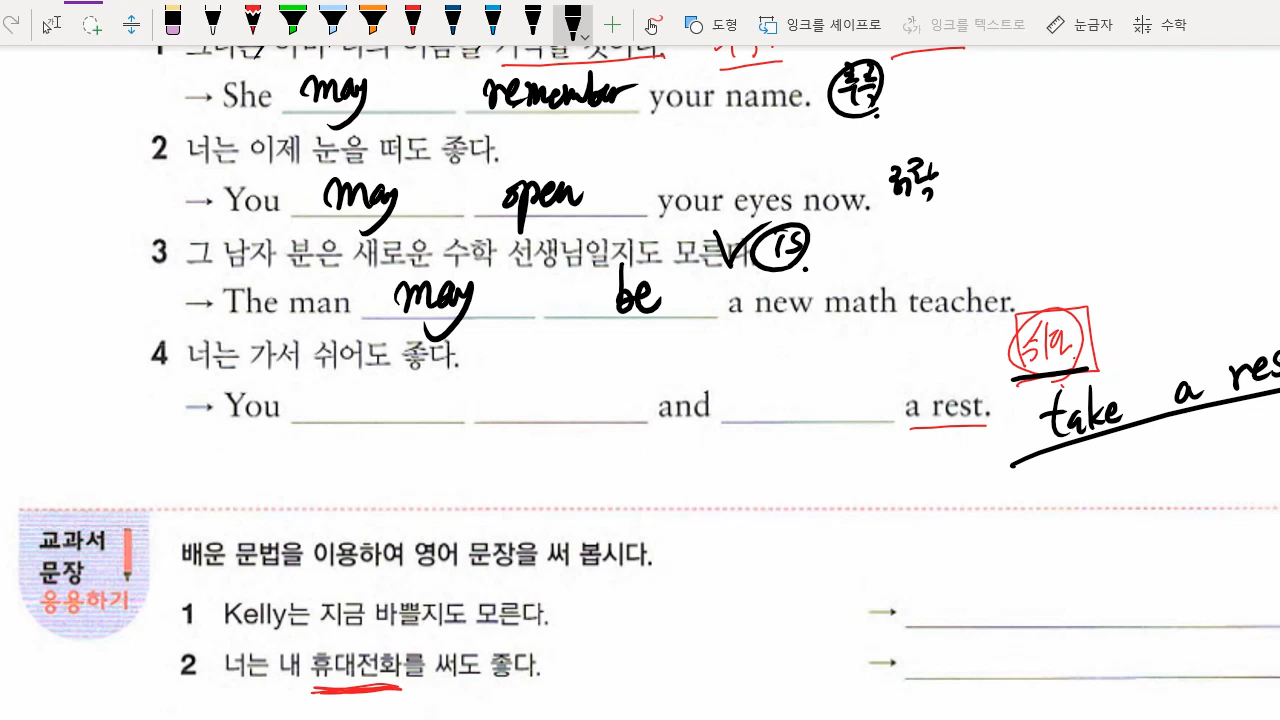 도형 잉크를 셰이프로 잉크를 텍스트로 눈금자 수학
→ She may remember your name. 추측
2 너는 이제 눈을 떠도 좋다.
→ You may open your eyes now. 허락
3 그 남자 분은 새로운 수학 선생님일지도 모른다. is
→ The man may be a new math teacher.
4 너는 가서 쉬어도 좋다.
→ You and a rest. take a
교과서 문장 응용하기
배운 문법을 이용하여 영어 문장을 써 봅시다.
1 Kelly는 지금 바쁠지도 모른다. →
2 너는 내 휴대전화를 써도 좋다. →